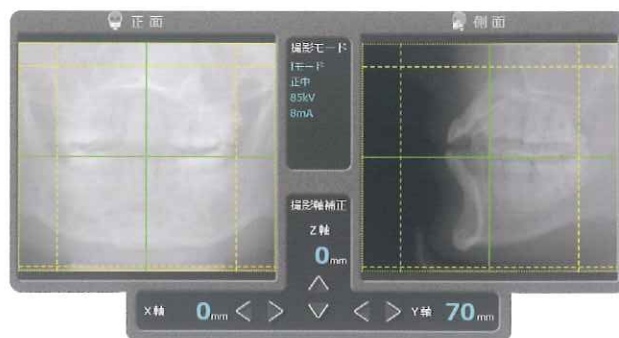 正面
撮影モード
Iモード
正中
85kV
8mA
側面
撮影軸補正
Z軸
0mm
X軸 0mm
Y軸 70mm